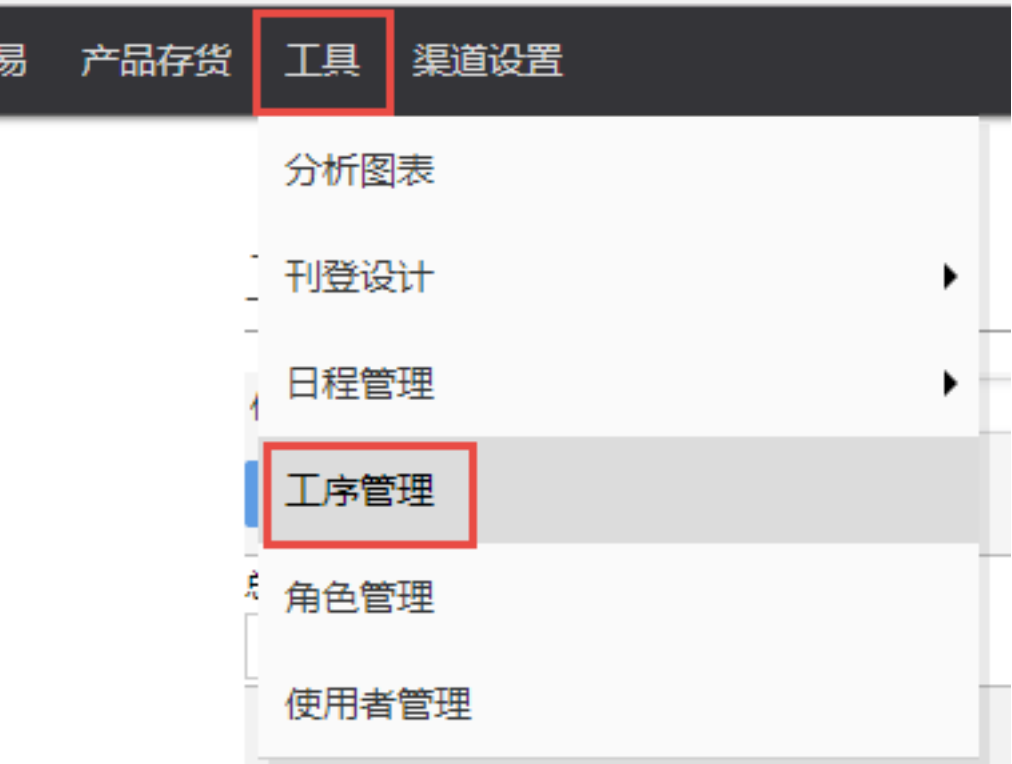 易 产品存货 工具 渠道设置
分析图表
刊登设计
日程管理
工序管理
角色管理
使用者管理